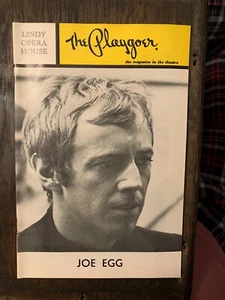 LINDY
OPERA
HOUSE
The Playgoer
the magazine in the theatre
JOE EGG